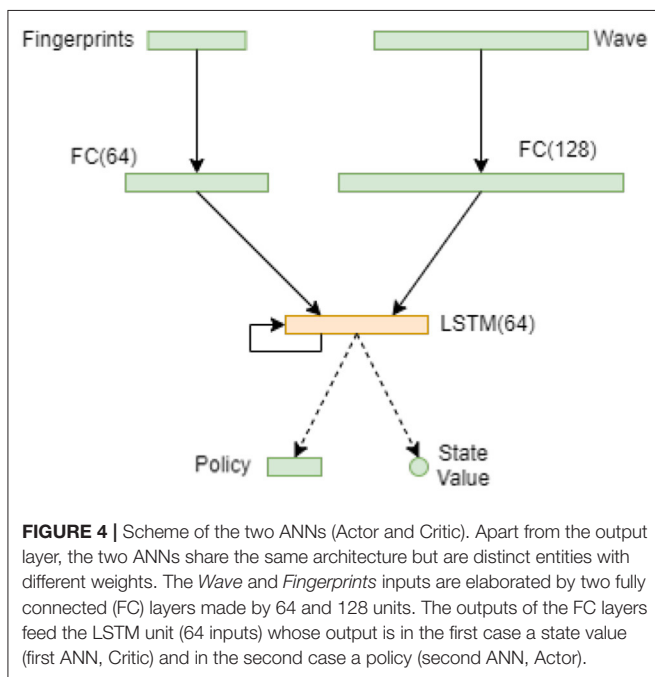 Fingerprints
Wave
FC(64)
FC(128)
LSTM(64)
Policy
State
Value
FIGURE 4 | Scheme of the two ANNs (Actor and Critic). Apart from the output
layer, the two ANNs share the same architecture but are distinct entities with
different weights. The Wave and Fingerprints inputs are elaborated by two fully
connected (FC) layers made by 64 and 128 units. The outputs of the FC layers
feed the LSTM unit (64 inputs) whose output is in the first case a state value
(first ANN, Critic) and in the second case a policy (second ANN, Actor).